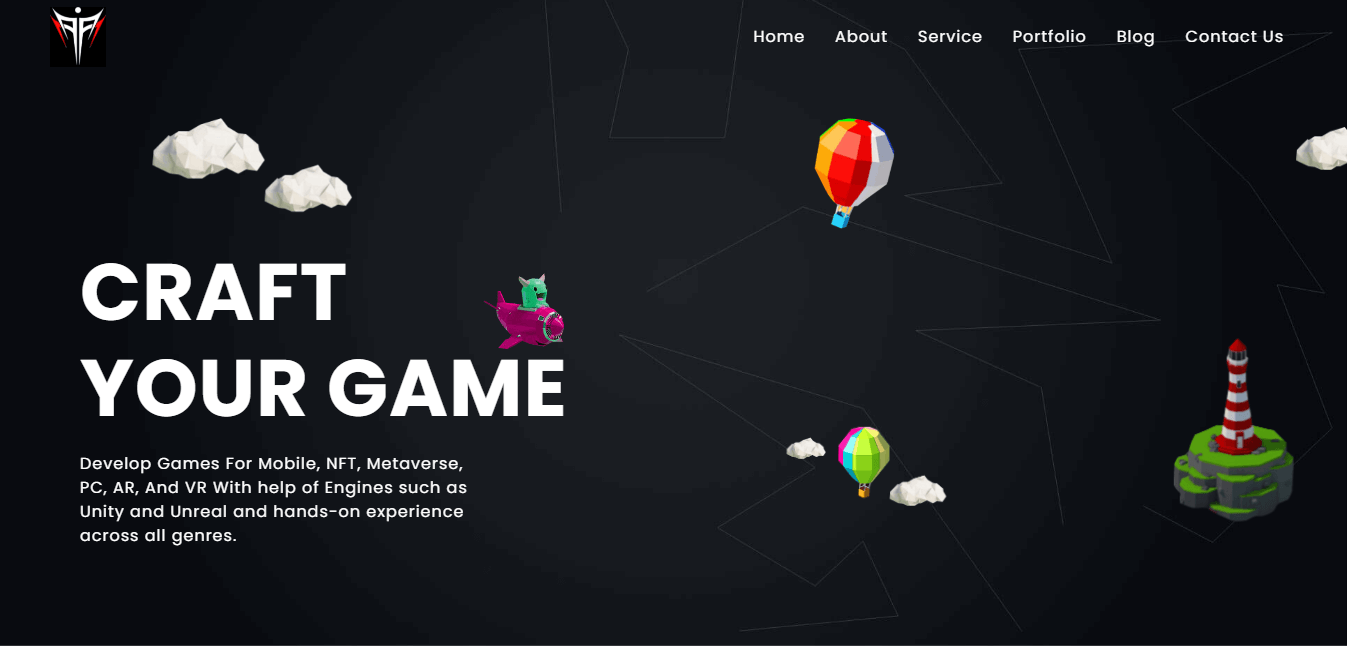 Home About Service Portfolio Blog Contact Us
CRAFT
YOUR GAME
Develop Games For Mobile, NFT, Metaverse,
PC, AR, And VR With help of Engines such as
Unity and Unreal and hands-on experience
across all genres.